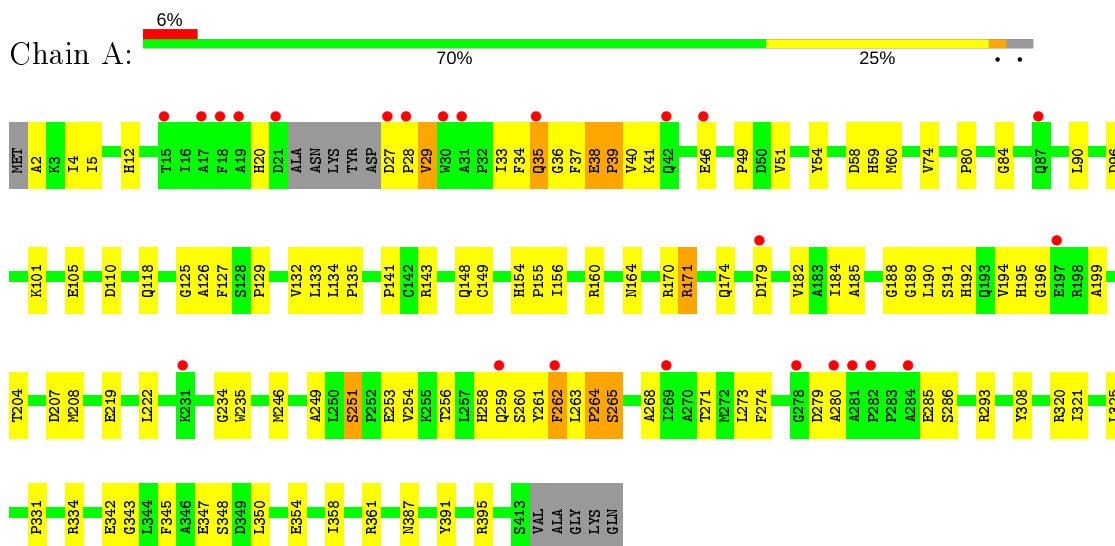 6%
Chain A:
70% 25% • •
MET A2 K3 I4 I5 H12 T15 I16 A17 F18 A19 H20 D21 ALA ASN LYS TYR ASP D27 P28 V29 W30 A31 P32 I33 F34 Q35 G36 F37 E38 P39 V40 K41 Q42 E46 P49 D50 V51 Y54 D58 H59 M60 V74 P80 G84 Q87 L90 D96
K101 E105 D110 Q118 G125 A126 F127 S128 P129 V132 L133 L134 P135 P141 C142 R143 Q148 C149 H154 P155 I156 R160 N164 R170 R171 Q174 D179 V182 A183 I184 A185 G188 G189 L190 S191 H192 Q193 V194 H195 G196 E197 R198 A199
T204 D207 M208 E219 L222 K231 G234 W235 M246 A249 L250 S251 P252 E253 V254 K255 T256 L257 H258 Q259 S260 Y261 F262 L263 P264 S265 A268 I269 A270 T271 M272 L273 F274 G278 D279 A280 A281 P282 P283 A284 E285 S286 R293 Y308 R320 L321
P331 R334 E342 G343 L344 F345 A346 E347 S348 D349 L350 E354 I358 R361 N387 Y391 R395 S413 VAL ALA GLY LYS GLN